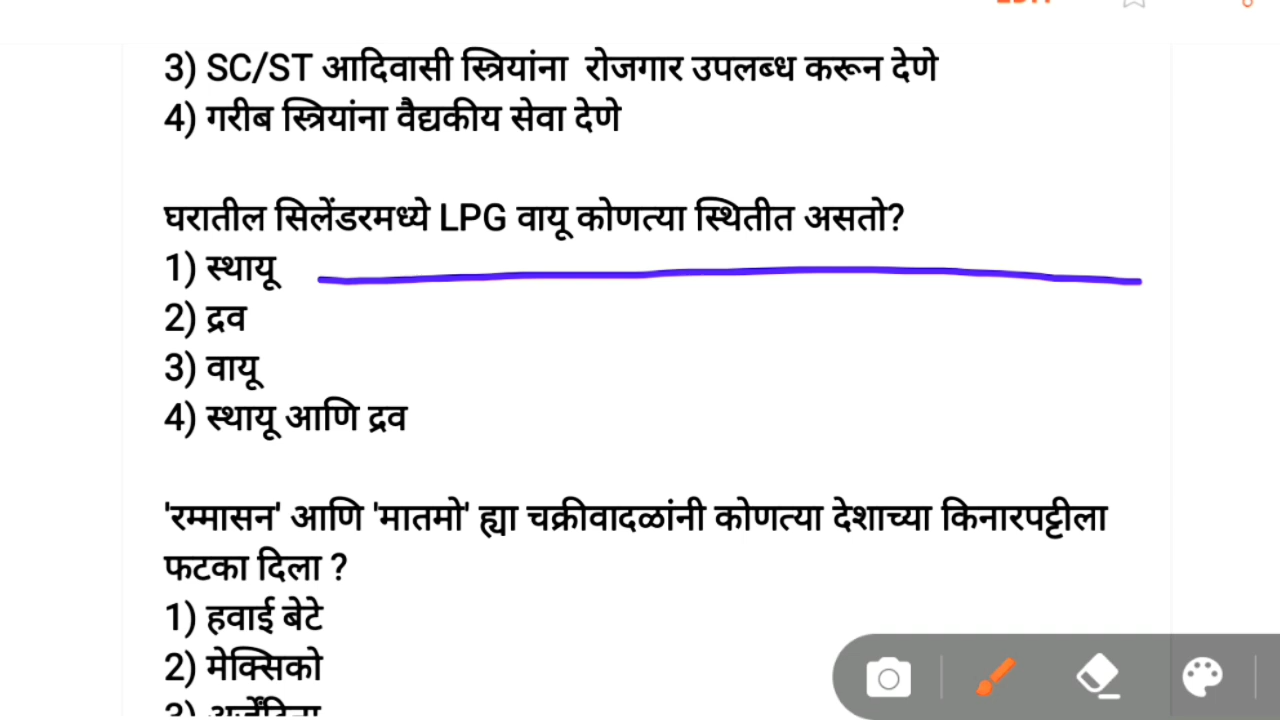 3) SC/ST आदिवासी स्त्रियांना रोजगार उपलब्ध करून देणे
4) गरीब स्त्रियांना वैद्यकीय सेवा देणे
घरातील सिलेंडरमध्ये LPG वायू कोणत्या स्थितीत असतो?
1) स्थायू
2) द्रव
3) वायू
4) स्थायू आणि द्रव
'रम्मासन' आणि 'मातमो' ह्या चक्रीवादळांनी कोणत्या देशाच्या किनारपट्टीला
फटका दिला ?
1) हवाई बेटे
2) मेक्सिको